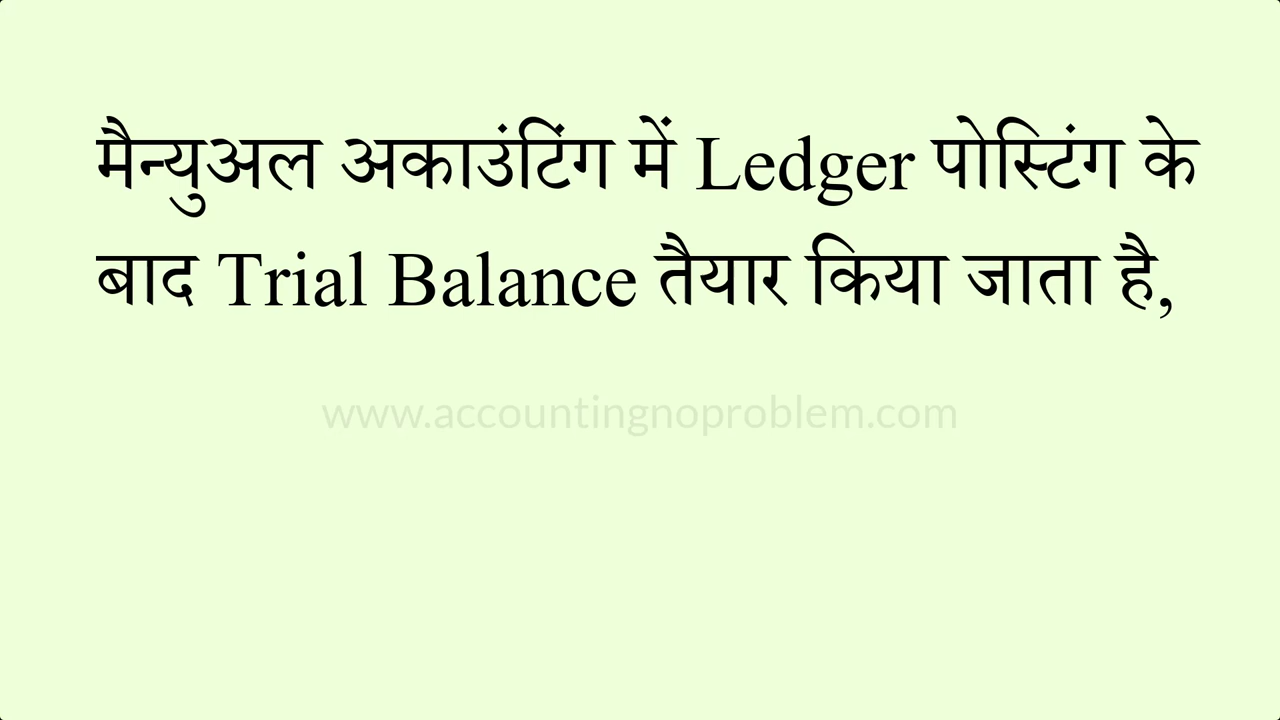 मैन्युअल अकाउंटिंग में Ledger पोस्टिंग के
बाद Trial Balance तैयार किया जाता है,
www.accountingnoproblem.com